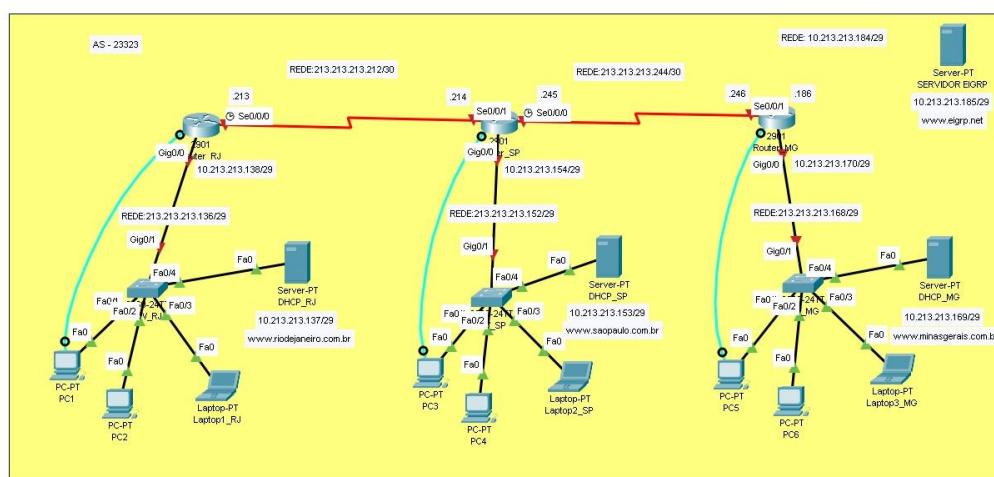 AS - 23323
REDE: 10.213.213.184/29
REDE:213.213.213.212/30
REDE:213.213.213.244/30
Server-PT
SERVIDOR EIGRP
10.213.213.185/29
www.eigrp.net
.213
Se0/0/0
.214
Se0/0/1
.245
Se0/0/0
.246
Se0/0/1
.186
2901
Gig0/0
10.213.213.138/29
Gig0/0
10.213.213.154/29
2901
Router_MG
Gig0/0
10.213.213.170/29
REDE:213.213.213.136/29
REDE:213.213.213.152/29
REDE:213.213.213.168/29
Gig0/1
Gig0/1
Gig0/1
Fa0/4
Fa0
Server-PT
DHCP_RJ
10.213.213.137/29
www.riodejaneiro.com.br
Fa0/2
Fa0/3
Fa0
Fa0
Fa0
PC-PT
PC1
PC-PT
PC2
Laptop-PT
Laptop1_RJ
Fa0/4
Fa0
Server-PT
DHCP_SP
10.213.213.153/29
www.saopaulo.com.br
Fa0/2
Fa0/3
Fa0
Fa0
Fa0
PC-PT
PC3
PC-PT
PC4
Laptop-PT
Laptop2_SP
Fa0/4
Fa0
Server-PT
DHCP_MG
10.213.213.169/29
www.minasgerais.com.b
Fa0/2
Fa0/3
Fa0
Fa0
Fa0
PC-PT
PC5
PC-PT
PC6
Laptop-PT
Laptop3_MG